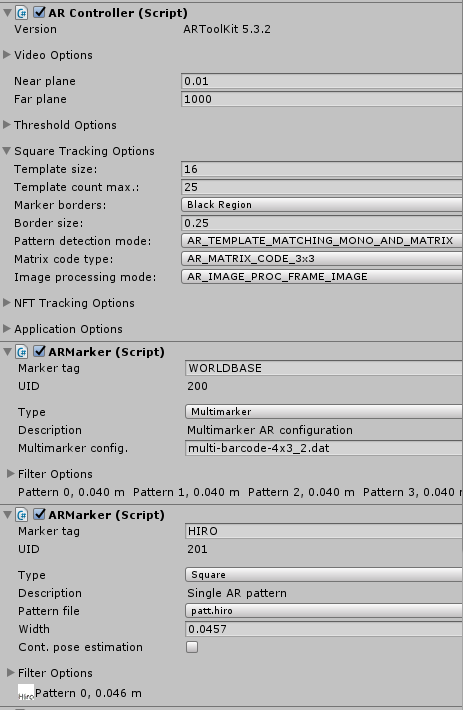 AR Controller (Script)
Version ARToolKit 5.3.2
Video Options
Near plane 0.01
Far plane 1000
Threshold Options
Square Tracking Options
Template size: 16
Template count max.: 25
Marker borders: Black Region
Border size: 0.25
Pattern detection mode: AR_TEMPLATE_MATCHING_MONO_AND_MATRIX
Matrix code type: AR_MATRIX_CODE_3x3
Image processing mode: AR_IMAGE_PROC_FRAME_IMAGE
NFT Tracking Options
Application Options
ARMarker (Script)
Marker tag WORLDBASE
UID 200
Type Multimarker
Description Multimarker AR configuration
Multimarker config. multi-barcode-4x3_2.dat
Filter Options
Pattern 0, 0.040 m Pattern 1, 0.040 m Pattern 2, 0.040 m Pattern 3, 0.040
ARMarker (Script)
Marker tag HIRO
UID 201
Type Square
Description Single AR pattern
Pattern file patt.hiro
Width 0.0457
Cont. pose estimation
Filter Options
Hiro Pattern 0, 0.046 m